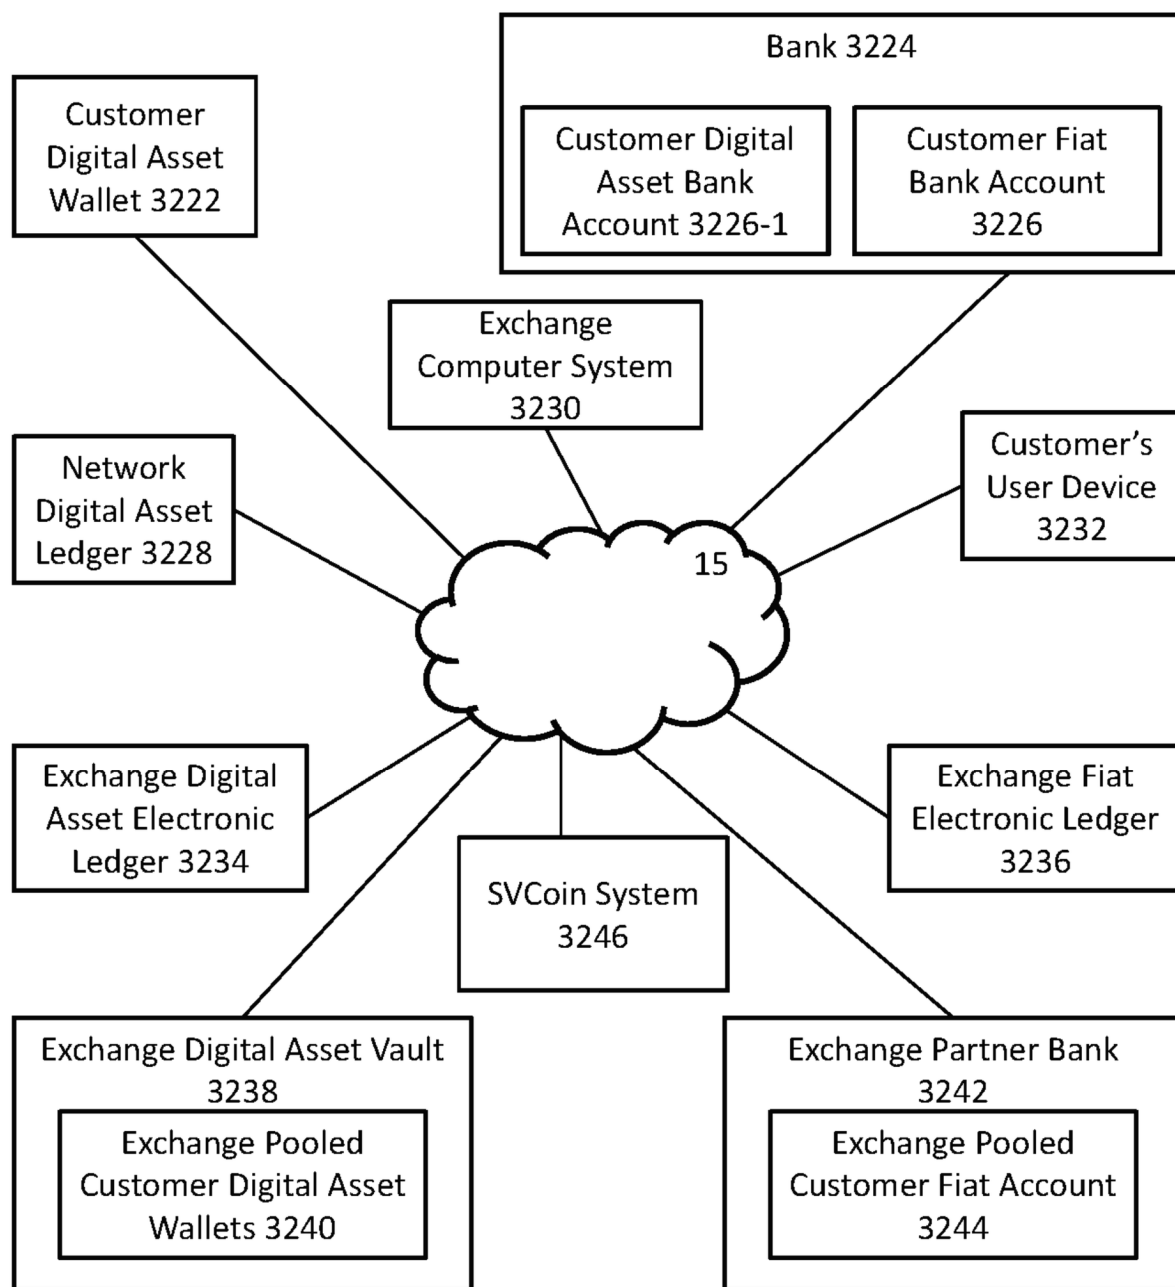 Bank 3224
Customer
Digital Asset
Wallet 3222
Customer Digital
Asset Bank
Account 3226-1
Customer Fiat
Bank Account
3226
Exchange
Computer System
3230
Network
Digital Asset
Ledger 3228
Customer’s
User Device
3232
15
Exchange Digital
Asset Electronic
Ledger 3234
Exchange Fiat
Electronic Ledger
3236
SVCoin System
3246
Exchange Digital Asset Vault
3238
Exchange Pooled
Customer Digital Asset
Wallets 3240
Exchange Partner Bank
3242
Exchange Pooled
Customer Fiat Account
3244